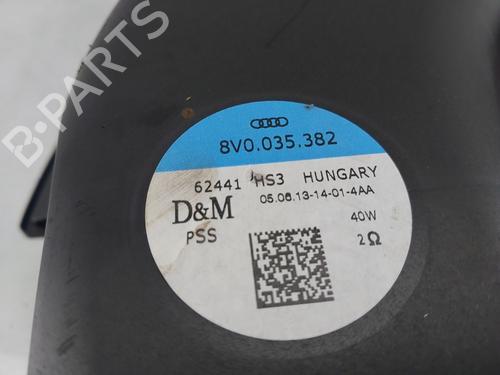 B-PARTS
8V0.035.382
62441 HS3 HUNGARY
05.06.13-14-01-4AA
D&M
40W
PSS
2Ω